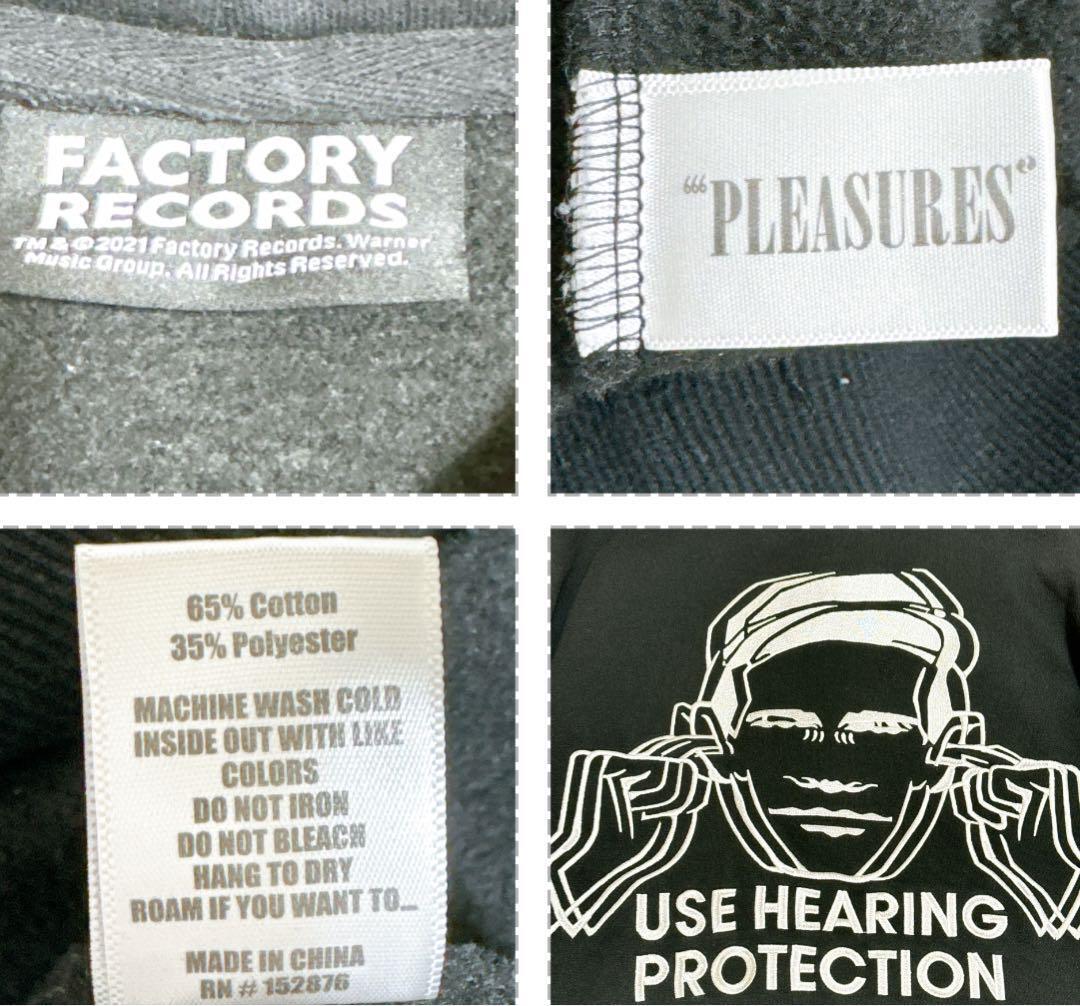 FACTORY
RECORDS
TM & © 2021 Factory Records. Warner
Music Group. All Rights Reserved.
“‘PLEASURES“’
65% Cotton
35% Polyester
MACHINE WASH COLD
INSIDE OUT WITH LIKE
COLORS
DO NOT IRON
DO NOT BLEACH
HANG TO DRY
ROAM IF YOU WANT TO...
MADE IN CHINA
RN # 152876
USE HEARING
PROTECTION